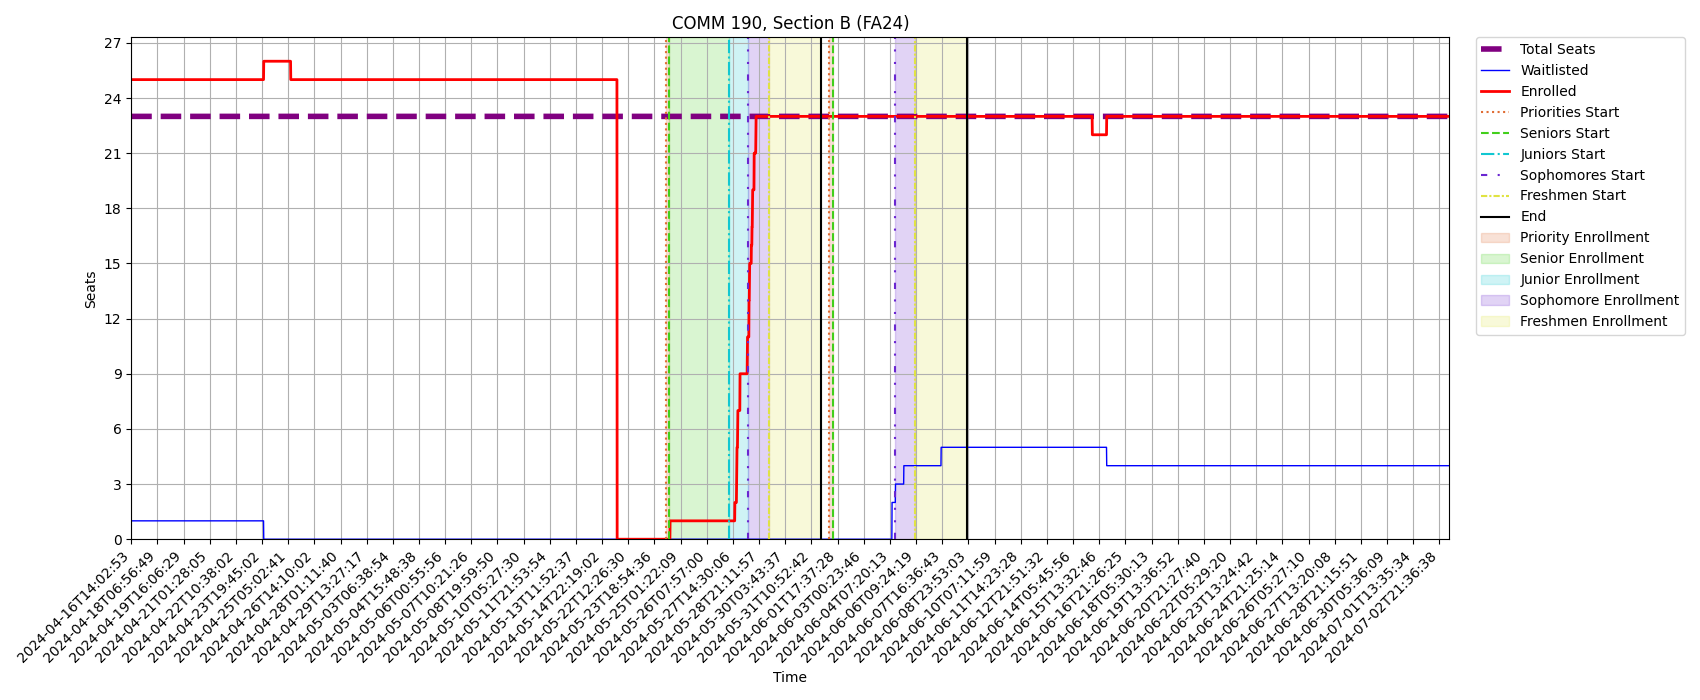 COMM 190, Section B (FA24)
Seats
27
24
21
18
15
12
9
6
3
0
2024-04-16T14:02:53
2024-04-18T06:56:49
2024-04-19T16:06:29
2024-04-21T01:28:05
2024-04-22T10:38:02
2024-04-23T19:45:02
2024-04-25T05:02:41
2024-04-26T14:10:02
2024-04-28T01:11:40
2024-04-29T13:27:17
2024-05-03T06:38:54
2024-05-04T15:48:38
2024-05-06T00:55:56
2024-05-07T10:21:26
2024-05-08T19:59:50
2024-05-10T05:27:30
2024-05-11T21:53:54
2024-05-13T11:52:37
2024-05-14T22:19:02
2024-05-22T12:26:30
2024-05-23T18:54:36
2024-05-25T01:22:09
2024-05-26T07:57:00
2024-05-27T14:30:06
2024-05-28T21:11:57
2024-05-30T03:43:37
2024-05-31T10:52:42
2024-06-01T17:37:28
2024-06-03T00:23:46
2024-06-04T07:20:13
2024-06-06T09:24:19
2024-06-07T16:36:43
2024-06-08T23:53:03
2024-06-10T07:11:59
2024-06-11T14:23:28
2024-06-12T21:51:32
2024-06-14T05:45:56
2024-06-15T13:32:46
2024-06-16T21:26:25
2024-06-18T05:30:13
2024-06-19T13:36:52
2024-06-20T21:27:40
2024-06-22T05:29:20
2024-06-23T13:24:42
2024-06-24T21:25:14
2024-06-26T05:27:10
2024-06-27T13:20:08
2024-06-28T21:15:51
2024-06-30T05:36:09
2024-07-01T13:35:34
2024-07-02T21:36:38
Time
Total Seats
Waitlisted
Enrolled
Priorities Start
Seniors Start
Juniors Start
Sophomores Start
Freshmen Start
End
Priority Enrollment
Senior Enrollment
Junior Enrollment
Sophomore Enrollment
Freshmen Enrollment